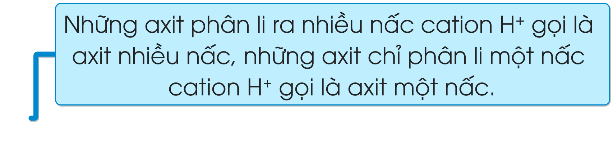 Những axit phân li ra nhiều nấc cation H⁺ gọi là
axit nhiều nấc, những axit chỉ phân li một nấc
cation H⁺ gọi là axit một nấc.